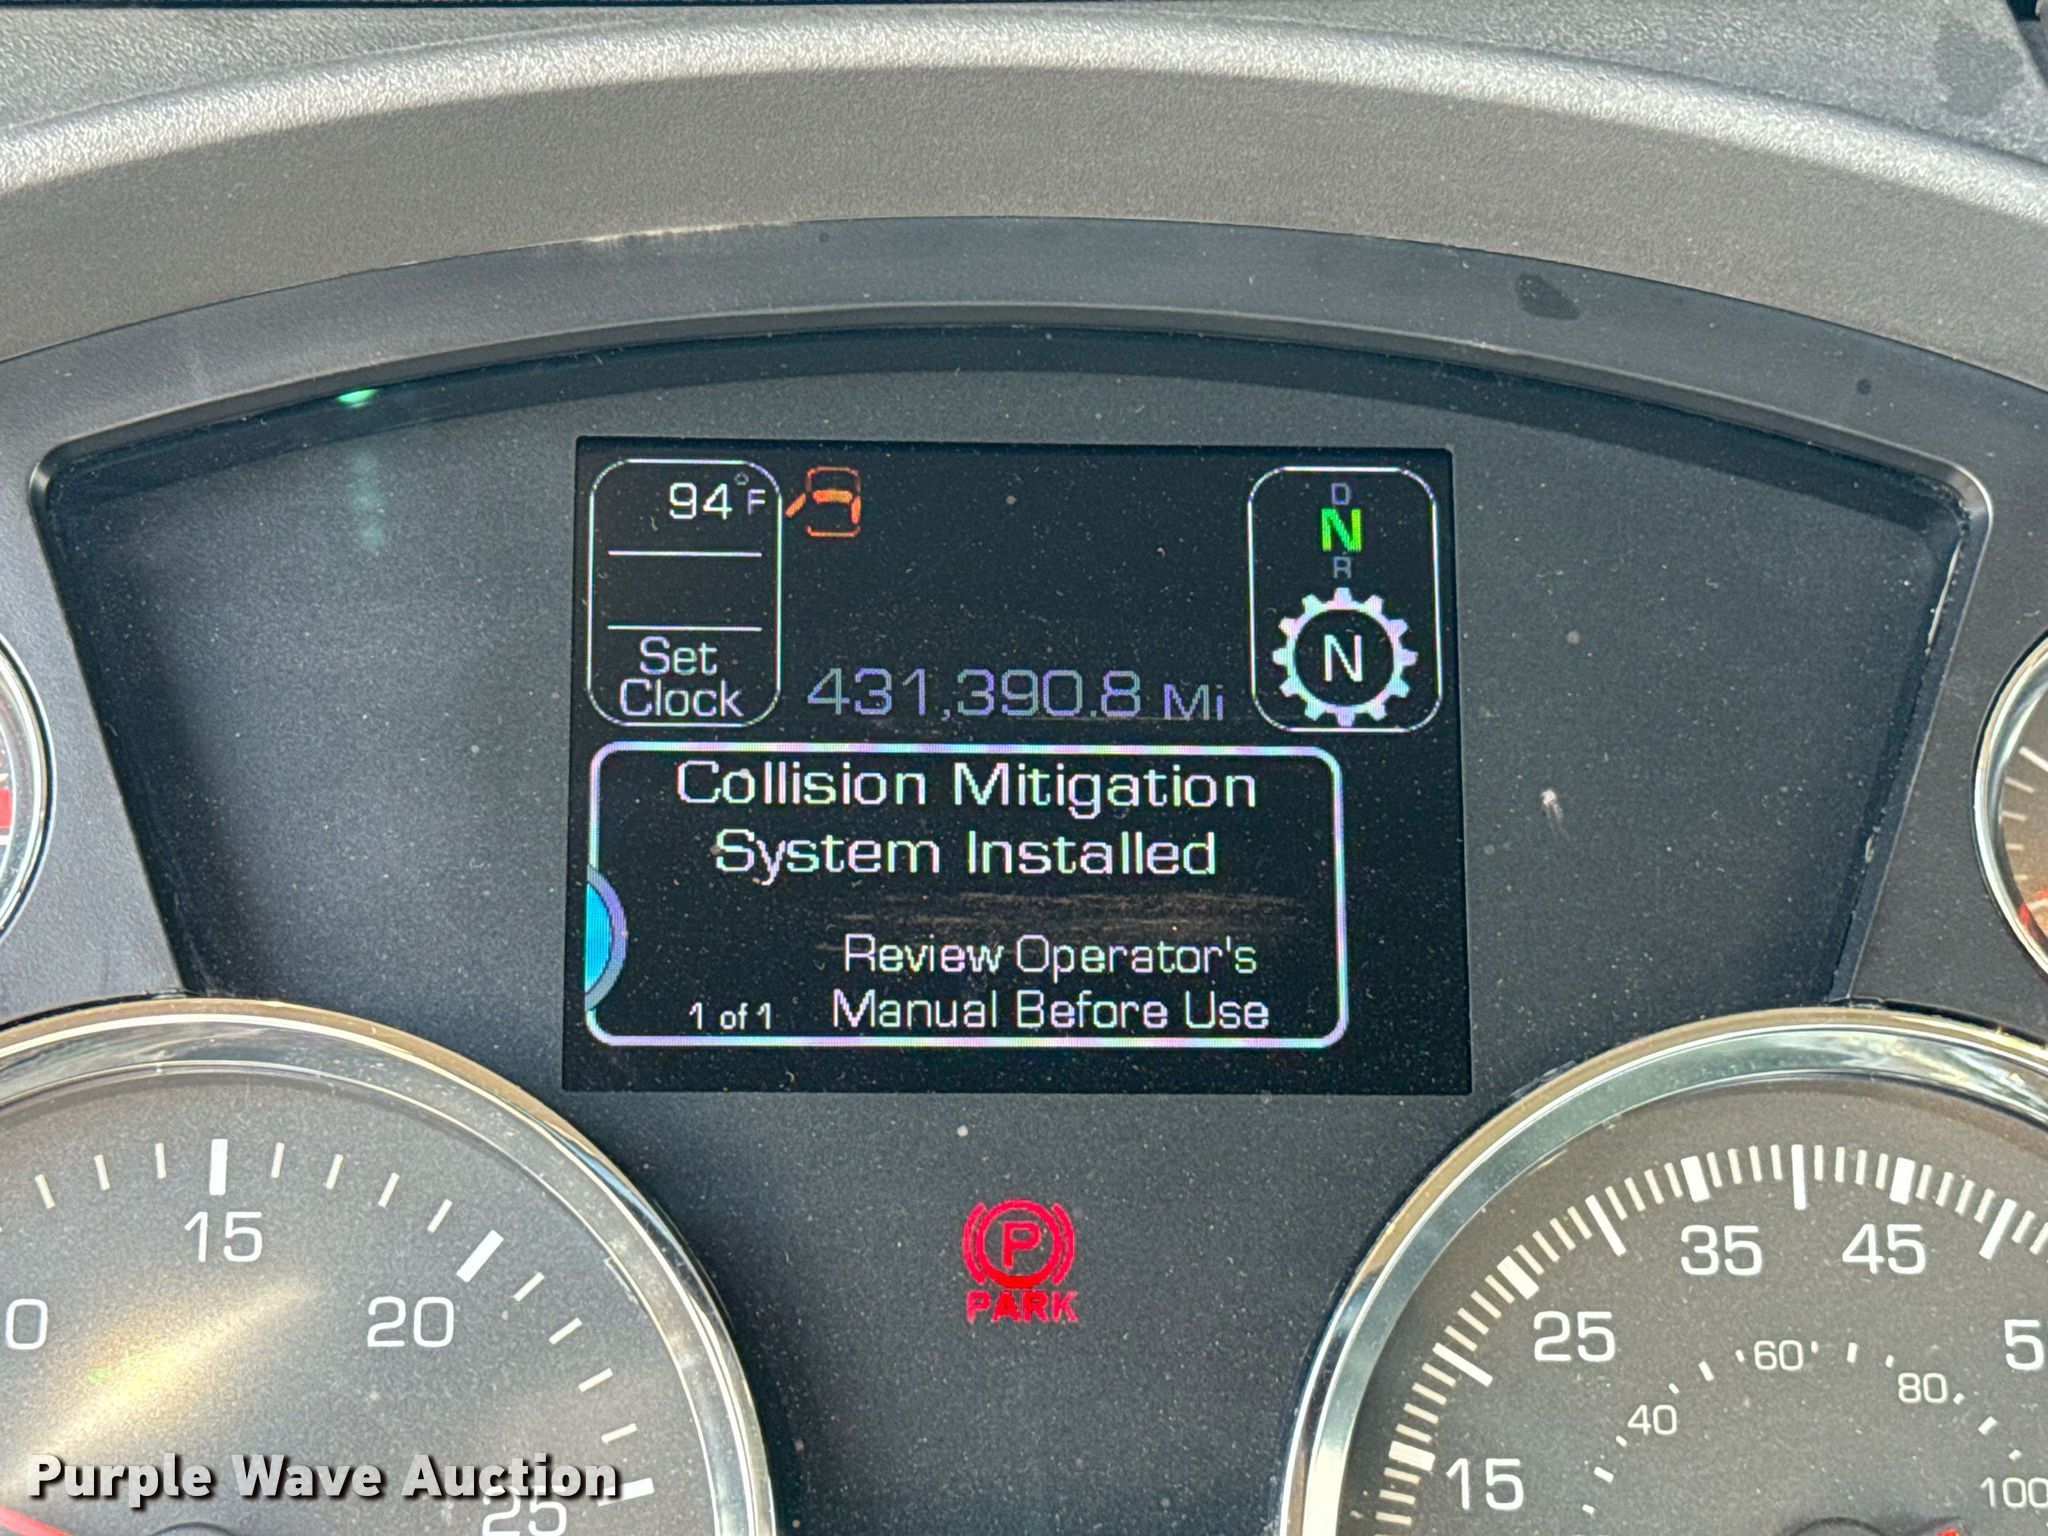 94°F
D
N
R
N
Set
Clock
431,390.8 Mi
Collision Mitigation
System Installed
Review Operator's
Manual Before Use
1 of 1
P
PARK
15
20
25
15
25
35
45
40
60
80
100
Purple Wave Auction